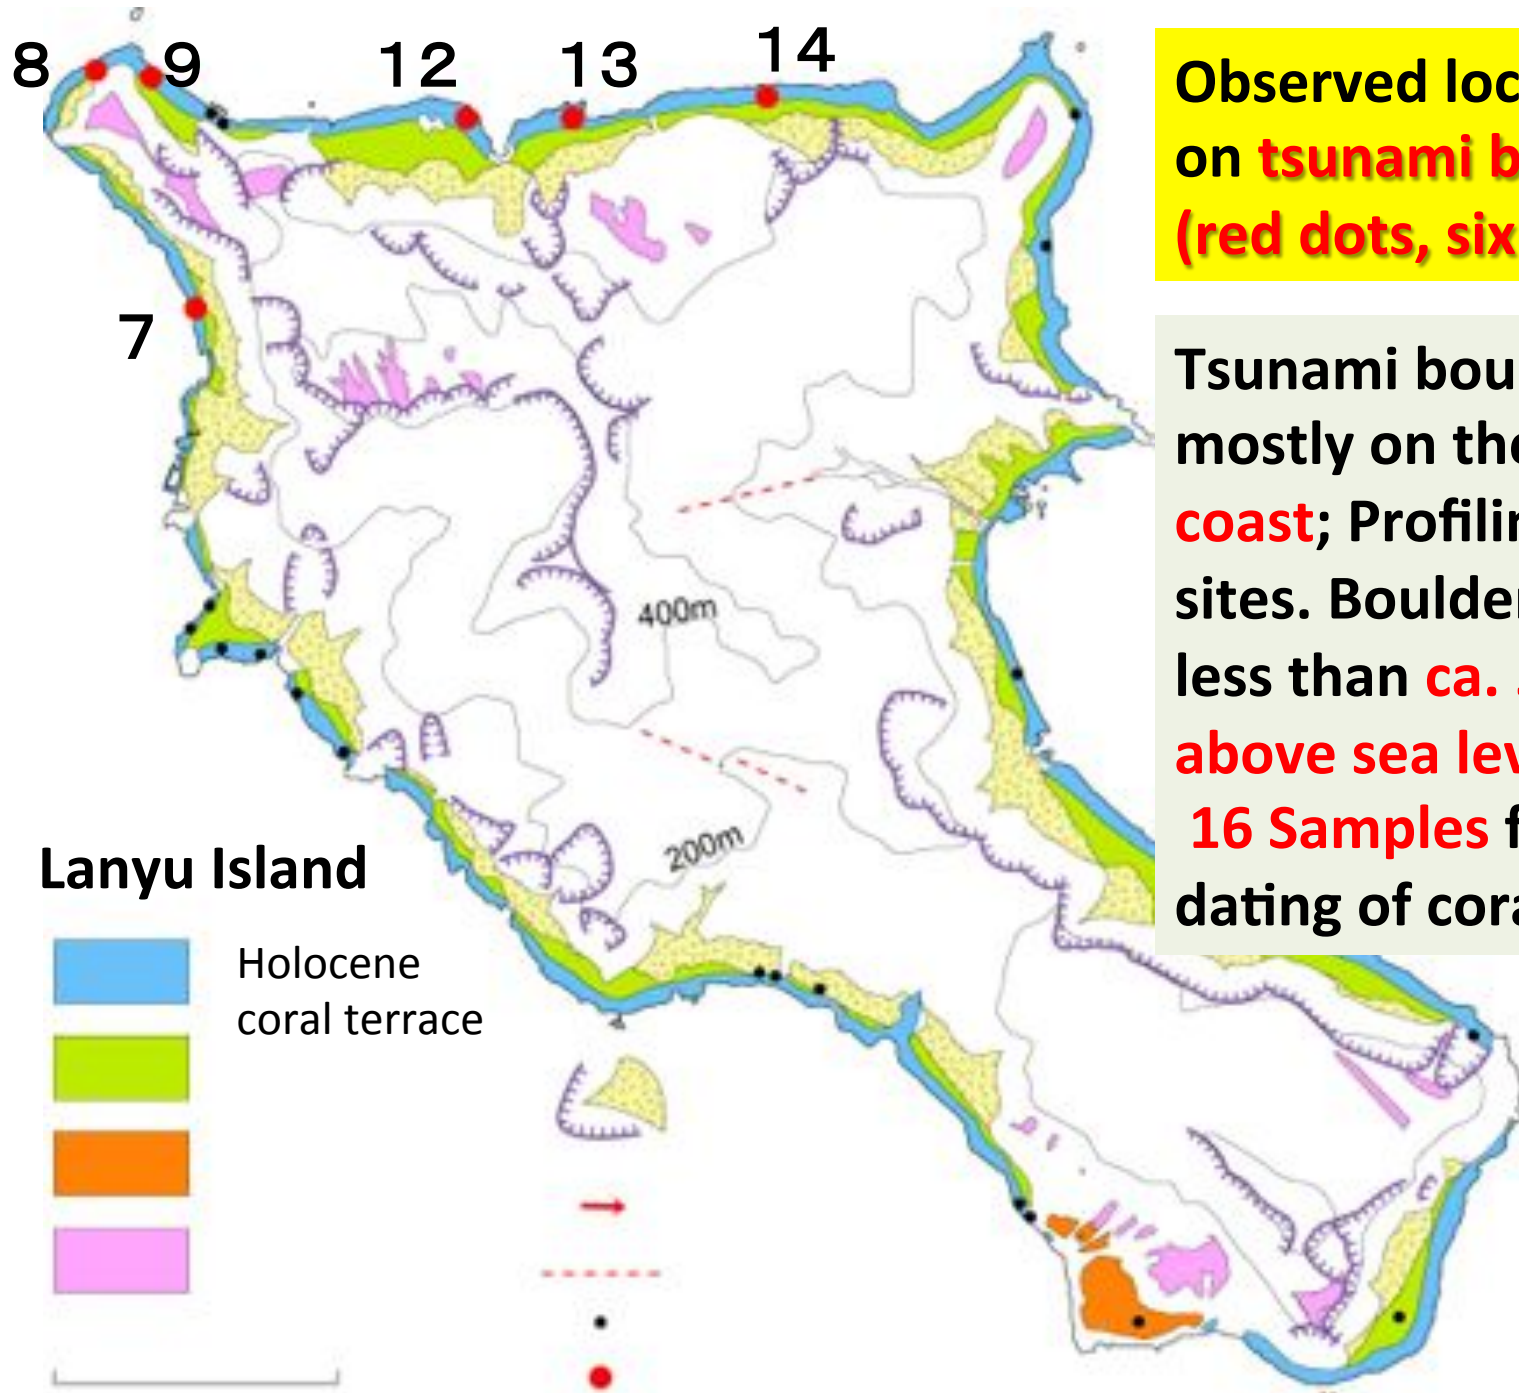 8
9
12
13
14
7
Observed loc
on tsunami b
(red dots, six
Tsunami bou
mostly on the
coast; Profilin
sites. Boulder
less than ca.
above sea lev
16 Samples f
dating of cora
400m
200m
Lanyu Island
Holocene
coral terrace